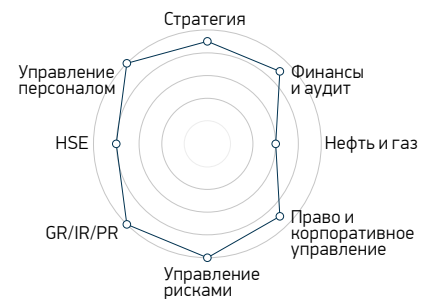 Стратегия
Управление
персоналом
Финансы
и аудит
HSE
Нефть и газ
GR/IR/PR
Право и
корпоративное
управление
Управление
рисками